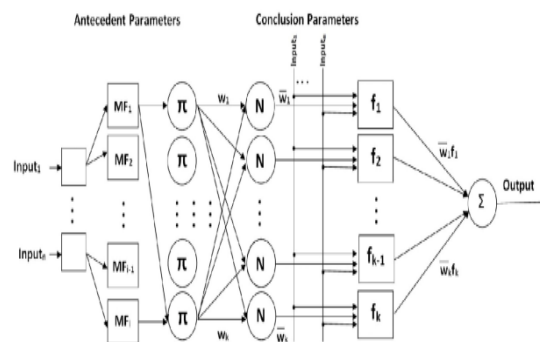 Antecedent Parameters
Conclusion Parameters
Input₁
Inputₙ
MF₁
MF₂
MFᵢ₋₁
MFᵢ
Input₁
Inputₙ
π
π
π
π
w₁
wₖ
N
N
N
N
w̅₁
w̅ₖ
...
f₁
f₂
fₖ₋₁
fₖ
w̅₁f₁
w̅ₖfₖ
Σ
Output